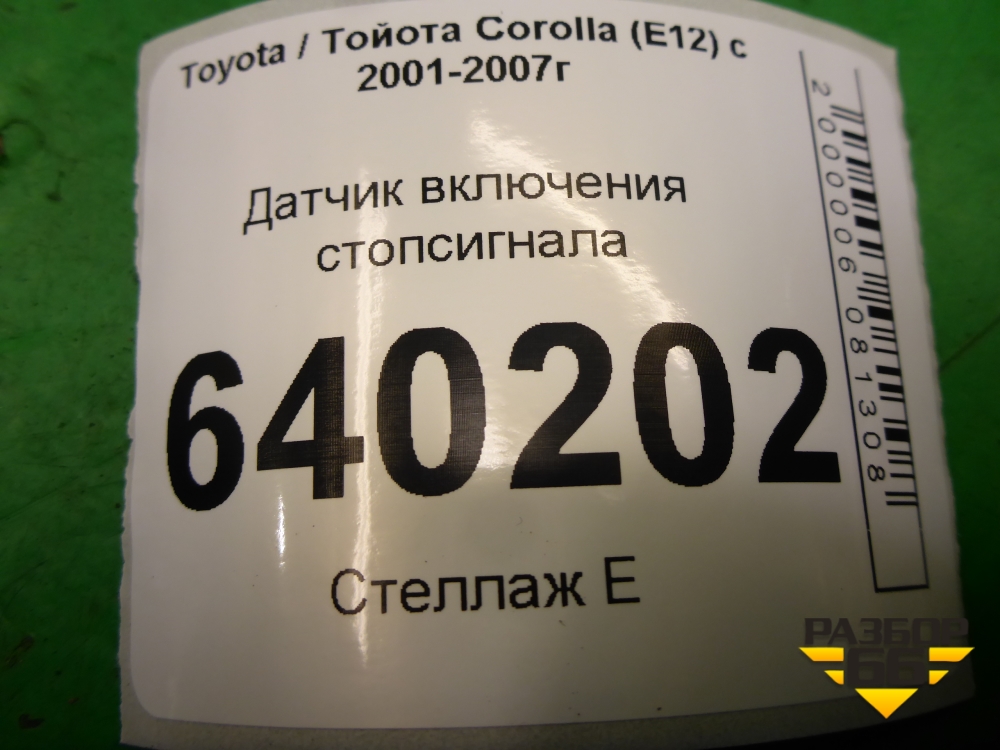 Toyota / Тойота Corolla (E12) с
2001-2007г
Датчик включения
стопсигнала
640202
Стеллаж Е
2000006081308
РАЗБОР
66